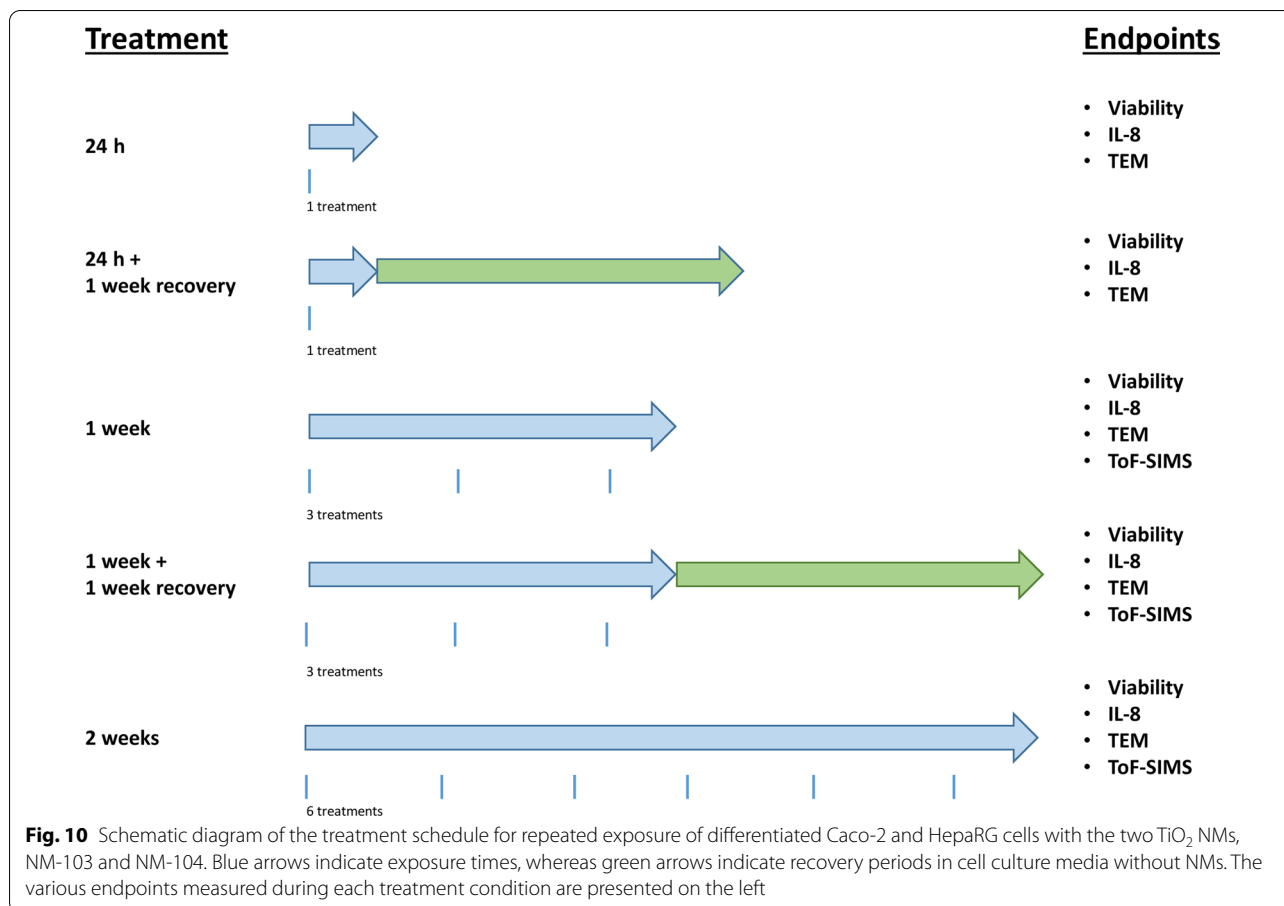 Treatment
Endpoints
24 h
• Viability
• IL-8
• TEM
1 treatment
24 h +
1 week recovery
• Viability
• IL-8
• TEM
1 treatment
1 week
• Viability
• IL-8
• TEM
• ToF-SIMS
3 treatments
1 week +
1 week recovery
• Viability
• IL-8
• TEM
• ToF-SIMS
3 treatments
2 weeks
• Viability
• IL-8
• TEM
• ToF-SIMS
6 treatments
Fig. 10 Schematic diagram of the treatment schedule for repeated exposure of differentiated Caco-2 and HepaRG cells with the two TiO₂ NMs,
NM-103 and NM-104. Blue arrows indicate exposure times, whereas green arrows indicate recovery periods in cell culture media without NMs. The
various endpoints measured during each treatment condition are presented on the left